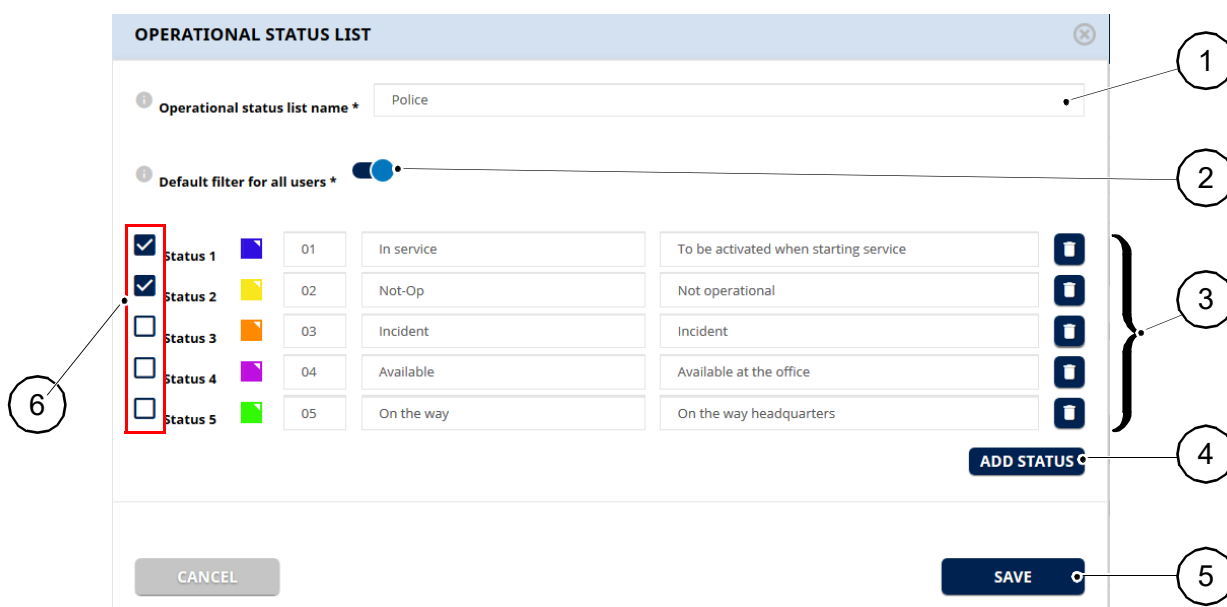 OPERATIONAL STATUS LIST
1
Operational status list name * Police
2
Default filter for all users *
Status 1 01 In service To be activated when starting service
Status 2 02 Not-Op Not operational
3
Status 3 03 Incident Incident
Status 4 04 Available Available at the office
6
Status 5 05 On the way On the way headquarters
4
ADD STATUS
CANCEL SAVE 5